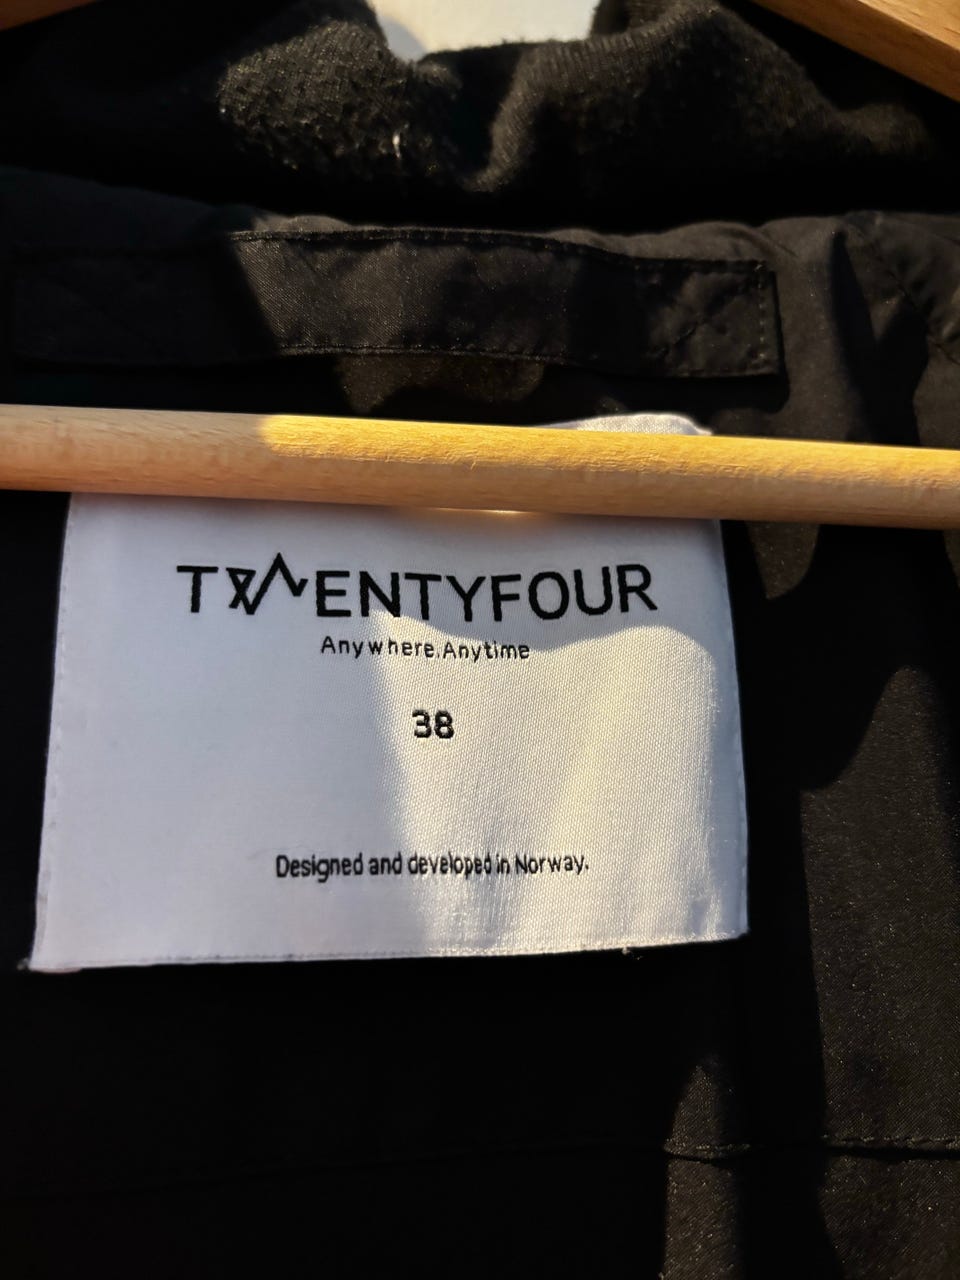 TWENTYFOUR
Anywhere.Anytime
38
Designed and developed in Norway.